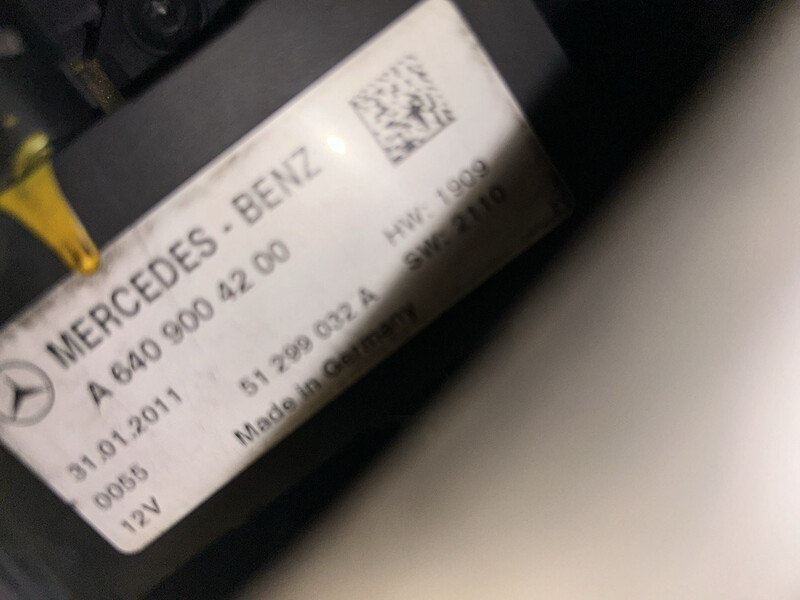 MERCEDES - BENZ
A 640 900 42 00
HW: 1909
SW: 2110
31.01.2011
51 299 032 A
0055
Made in Germany
12V